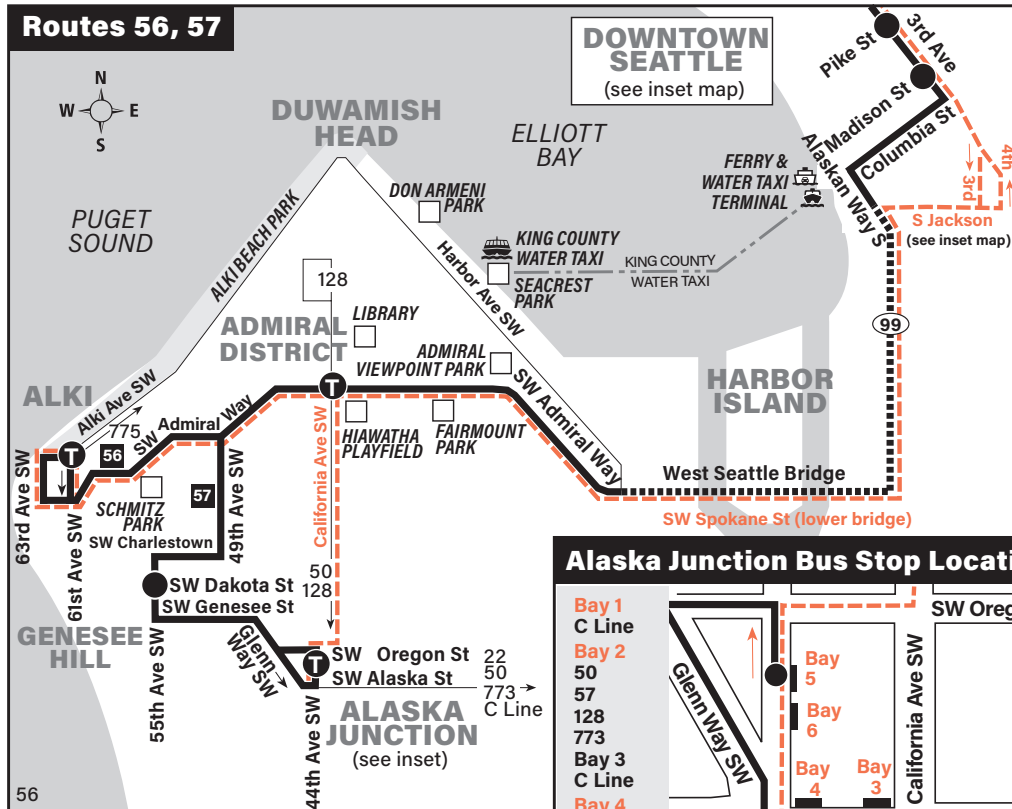 Routes 56, 57
N
W E
S
PUGET
SOUND
DUWAMISH
HEAD
ELLIOTT
BAY
DOWNTOWN
SEATTLE
(see inset map)
3rd Ave
Pike St
Madison St
Columbia St
Alaskan Way S
4th
3rd
S Jackson
(see inset map)
FERRY &
WATER TAXI
TERMINAL
DON ARMENI
PARK
KING COUNTY
WATER TAXI
SEACREST
PARK
KING COUNTY
WATER TAXI
Harbor Ave SW
ALKI BEACH PARK
128
LIBRARY
ADMIRAL
DISTRICT
ADMIRAL
VIEWPOINT PARK
T
HIAWATHA
PLAYFIELD
FAIRMOUNT
PARK
SW Admiral Way
HARBOR
ISLAND
99
West Seattle Bridge
SW Spokane St (lower bridge)
ALKI
Alki Ave SW
775
T
56
SW Admiral Way
57
63rd Ave SW
61st Ave SW
SCHMITZ
PARK
49th Ave SW
California Ave SW
SW Charlestown
SW Dakota St
SW Genesee St
50
128
GENESEE
HILL
55th Ave SW
Glenn
Way SW
T
SW Oregon St
SW Alaska St
22
50
773
C Line
44th Ave SW
ALASKA
JUNCTION
(see inset)
56
Alaska Junction Bus Stop Locati
Bay 1
C Line
Bay 2
50
57
128
773
Bay 3
C Line
Bay 4
Glenn Way SW
Bay
5
Bay
6
Bay
4
Bay
3
California Ave SW
SW Oreg